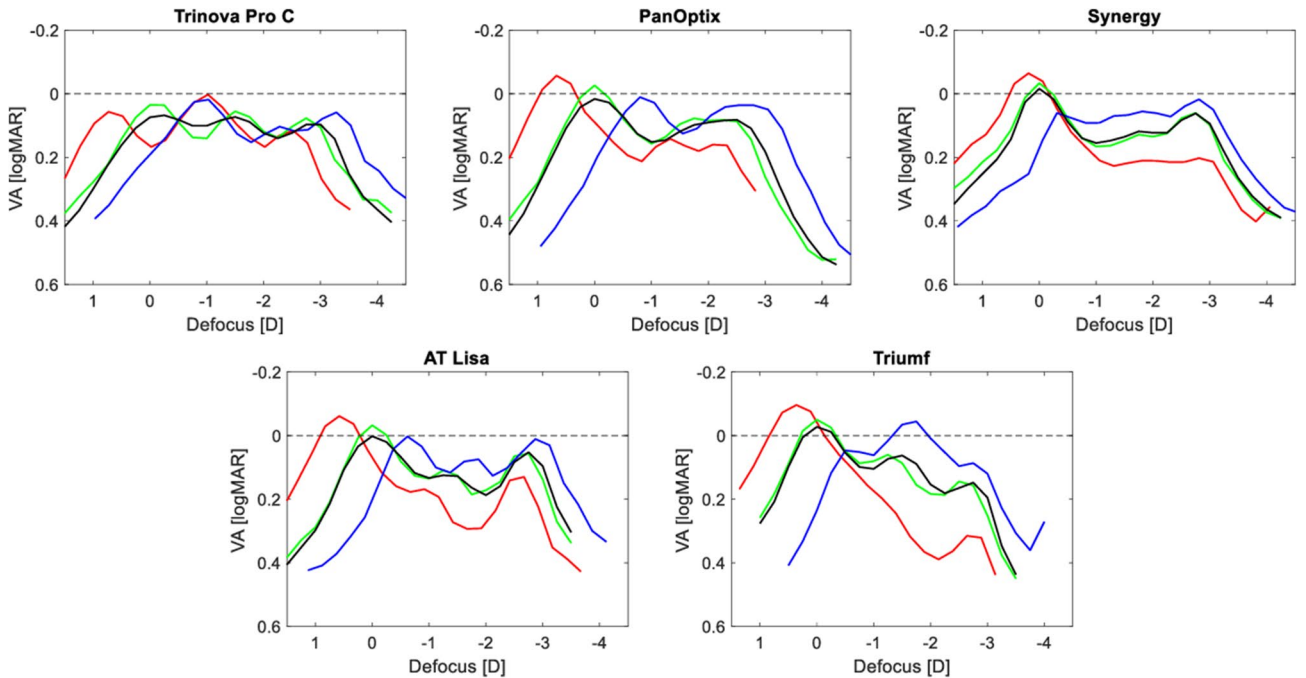 Trinova Pro C
-0.2
0
0.2
0.4
0.6
VA [logMAR]
1 0 -1 -2 -3 -4
Defocus [D]
PanOptix
-0.2
0
0.2
0.4
0.6
VA [logMAR]
1 0 -1 -2 -3 -4
Defocus [D]
Synergy
-0.2
0
0.2
0.4
0.6
VA [logMAR]
1 0 -1 -2 -3 -4
Defocus [D]
AT Lisa
-0.2
0
0.2
0.4
0.6
VA [logMAR]
1 0 -1 -2 -3 -4
Defocus [D]
Triumf
-0.2
0
0.2
0.4
0.6
VA [logMAR]
1 0 -1 -2 -3 -4
Defocus [D]